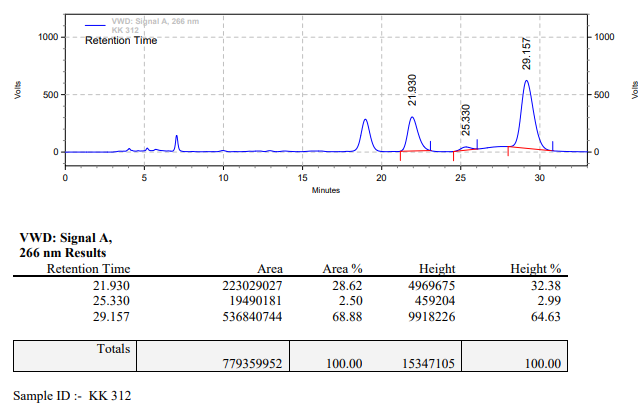 VWD: Signal A, 266 nm
KK 312
Retention Time
1000
500
0
Volts
1000
500
0
Volts
21.930
25.330
29.157
0 5 10 15 20 25 30
Minutes
VWD: Signal A,
266 nm Results
Retention Time Area Area % Height Height %
21.930 223029027 28.62 4969675 32.38
25.330 19490181 2.50 459204 2.99
29.157 536840744 68.88 9918226 64.63
Totals
779359952 100.00 15347105 100.00
Sample ID :- KK 312